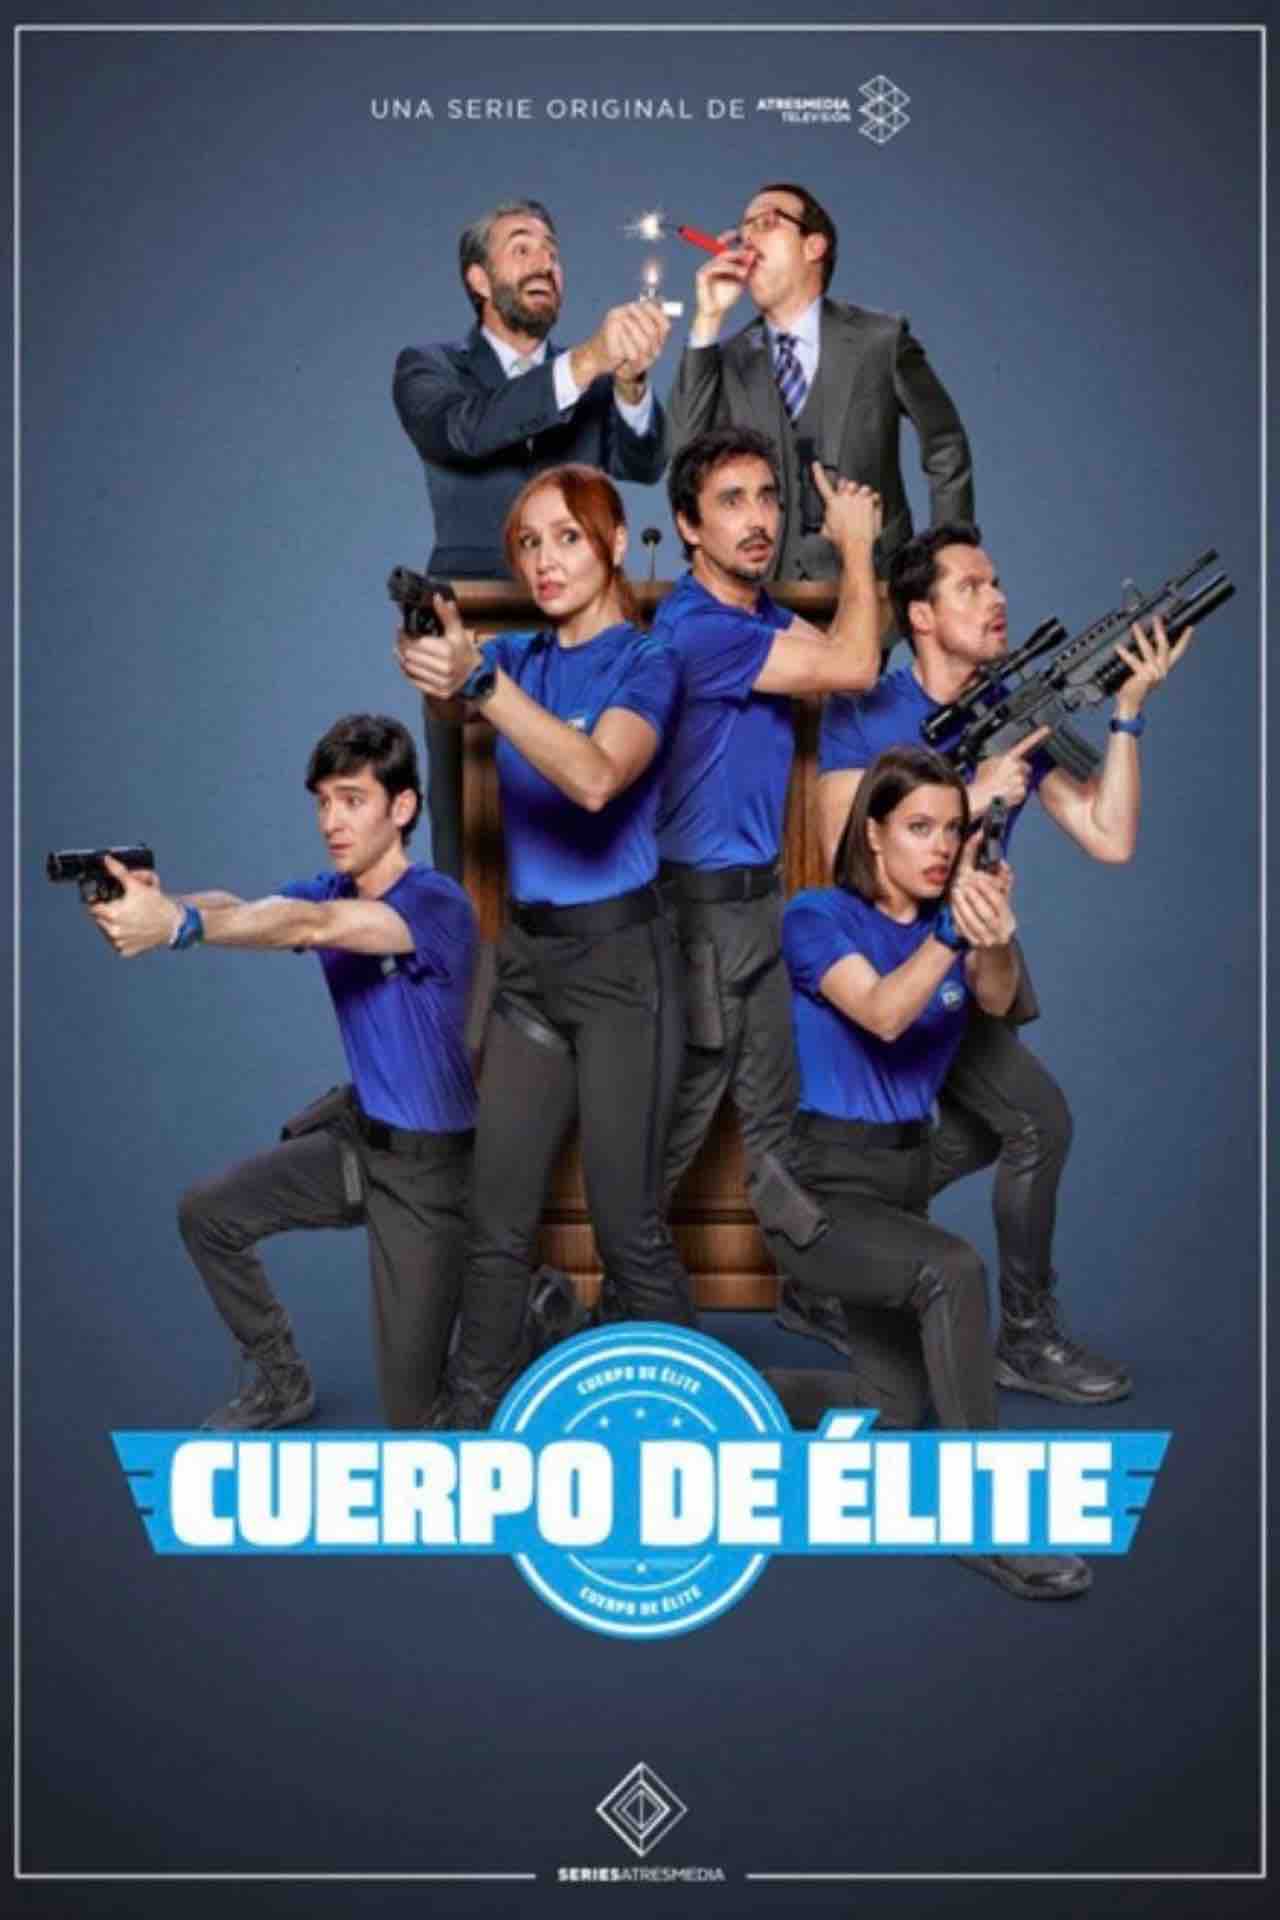 UNA SERIE ORIGINAL DE ATRESMEDIA
TELEVISIÓN
CUERPO DE ÉLITE
CUERPO DE ÉLITE
CUERPO DE ÉLITE
SERIESATRESMEDIA